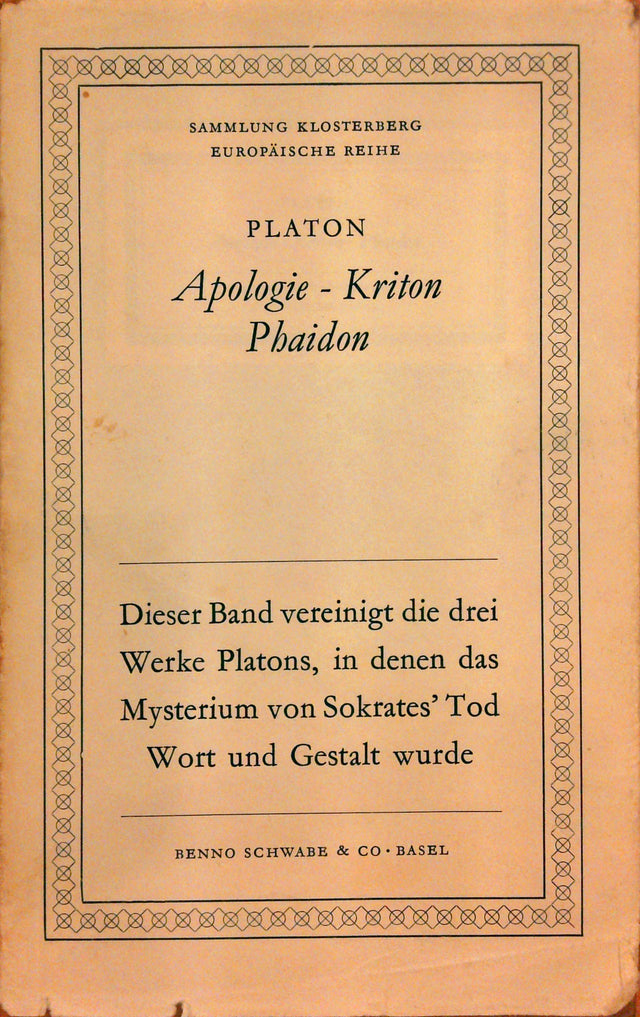 SAMMLUNG KLOSTERBERG
EUROPÄISCHE REIHE
PLATON
Apologie - Kriton
Phaidon
Dieser Band vereinigt die drei
Werke Platons, in denen das
Mysterium von Sokrates’ Tod
Wort und Gestalt wurde
BENNO SCHWABE & CO · BASEL